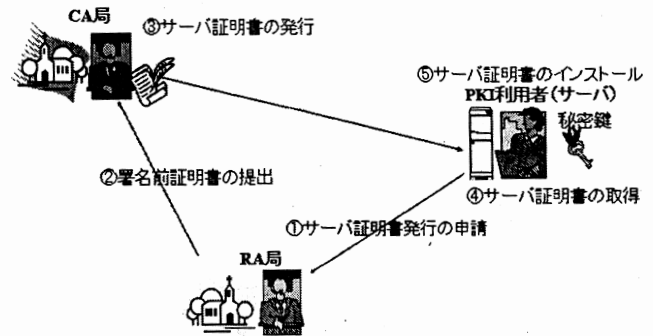 CA局
③サーバ証明書の発行
⑤サーバ証明書のインストール
PKI利用者(サーバ)
秘密鍵
②署名前証明書の提出
④サーバ証明書の取得
①サーバ証明書発行の申請
RA局